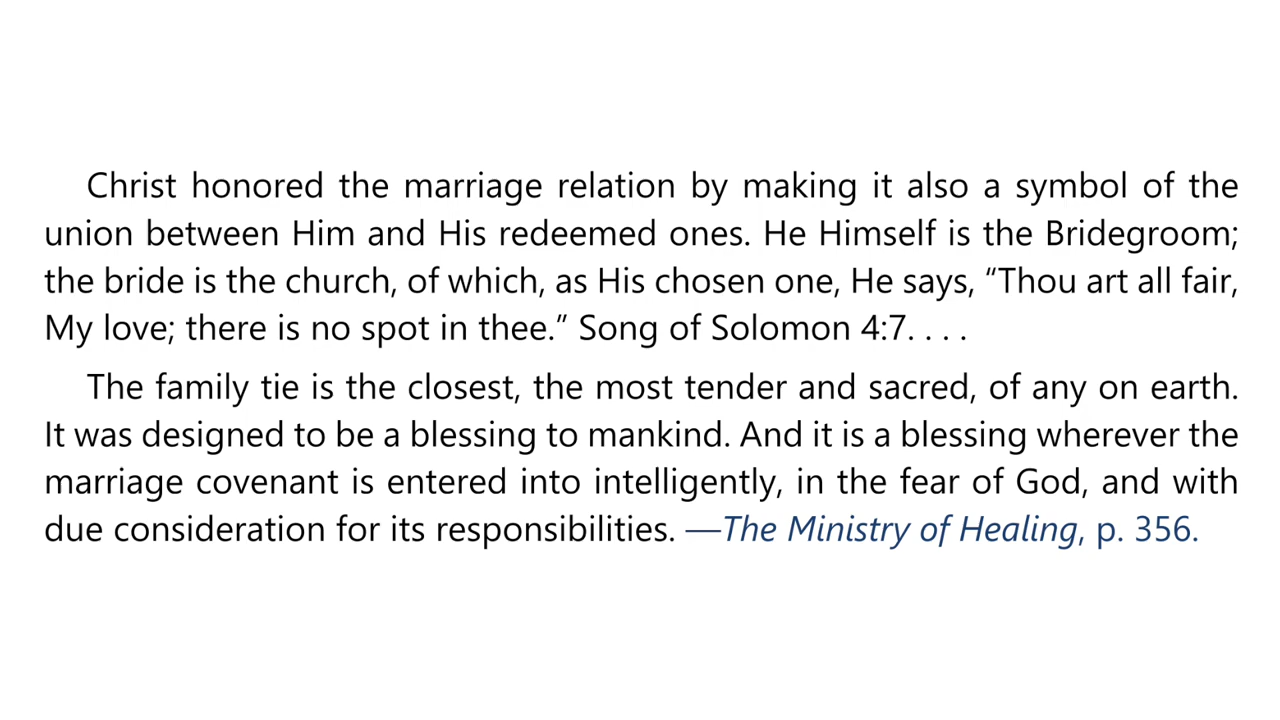 Christ honored the marriage relation by making it also a symbol of the
union between Him and His redeemed ones. He Himself is the Bridegroom;
the bride is the church, of which, as His chosen one, He says, “Thou art all fair,
My love; there is no spot in thee.” Song of Solomon 4:7. . . .
The family tie is the closest, the most tender and sacred, of any on earth.
It was designed to be a blessing to mankind. And it is a blessing wherever the
marriage covenant is entered into intelligently, in the fear of God, and with
due consideration for its responsibilities. —The Ministry of Healing, p. 356.